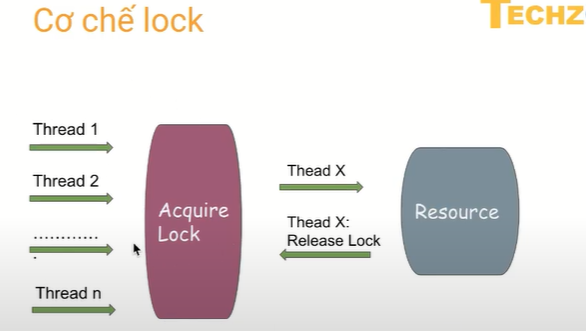 Cơ chế lock
TECHZ
Thread 1
Thread 2
............
.
Thread n
Acquire
Lock
Thead X
Thead X:
Release Lock
Resource